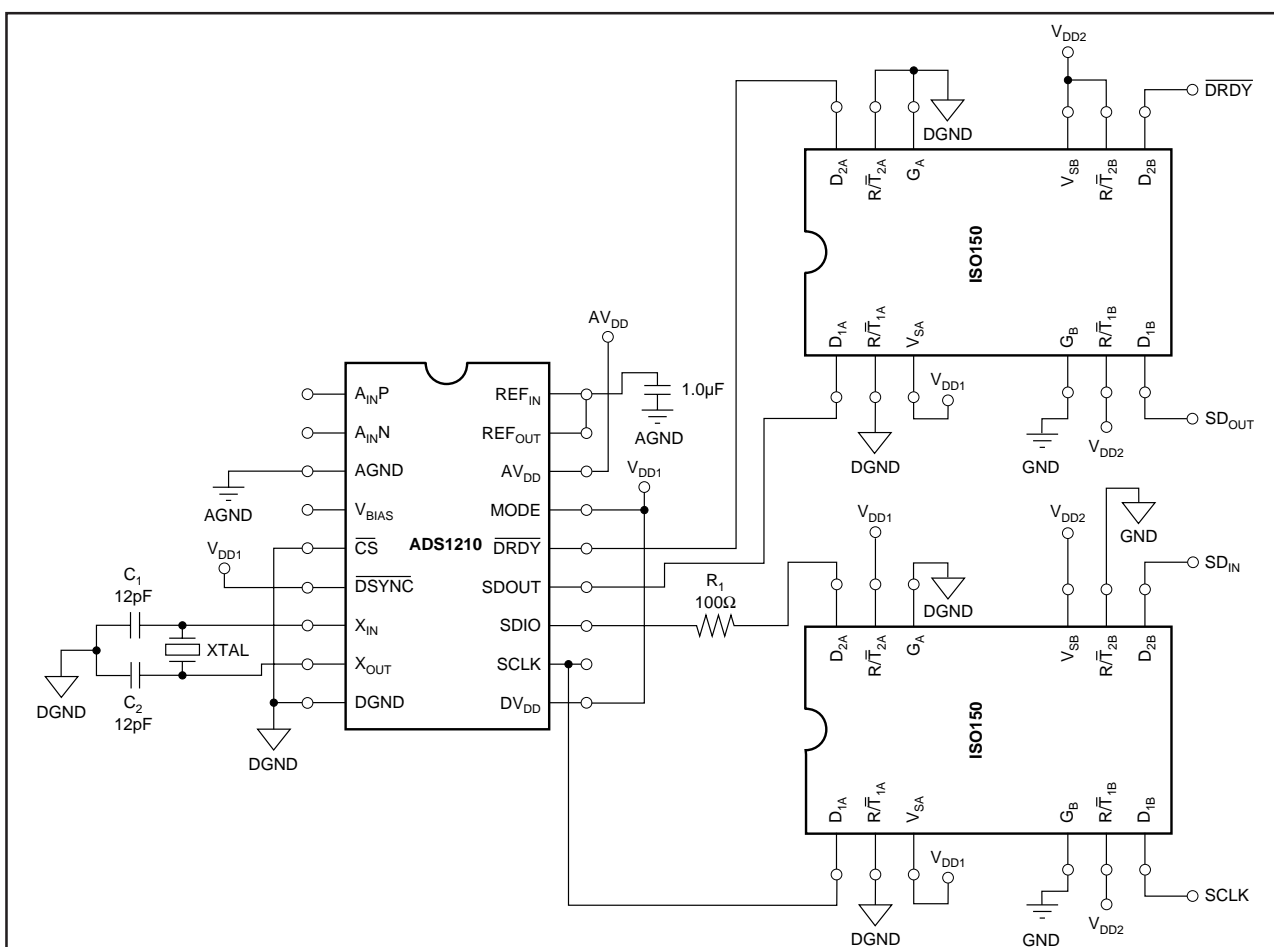 V_DD2
DRDY
DGND
D_2A
R/T_2A
G_A
V_SB
R/T_2B
D_2B
ISO150
D_1A
R/T_1A
V_SA
G_B
R/T_1B
D_1B
V_DD1
DGND
GND
V_DD2
SD_OUT
AV_DD
1.0µF
AGND
V_DD1
A_INP
A_INN
AGND
V_BIAS
CS
DSYNC
X_IN
X_OUT
DGND
ADS1210
REF_IN
REF_OUT
AV_DD
MODE
DRDY
SDOUT
SDIO
SCLK
DV_DD
AGND
V_DD1
C_1
12pF
XTAL
C_2
12pF
DGND
DGND
R_1
100Ω
V_DD1
DGND
V_DD2
GND
SD_IN
D_2A
R/T_2A
G_A
V_SB
R/T_2B
D_2B
ISO150
D_1A
R/T_1A
V_SA
G_B
R/T_1B
D_1B
V_DD1
DGND
GND
V_DD2
SCLK